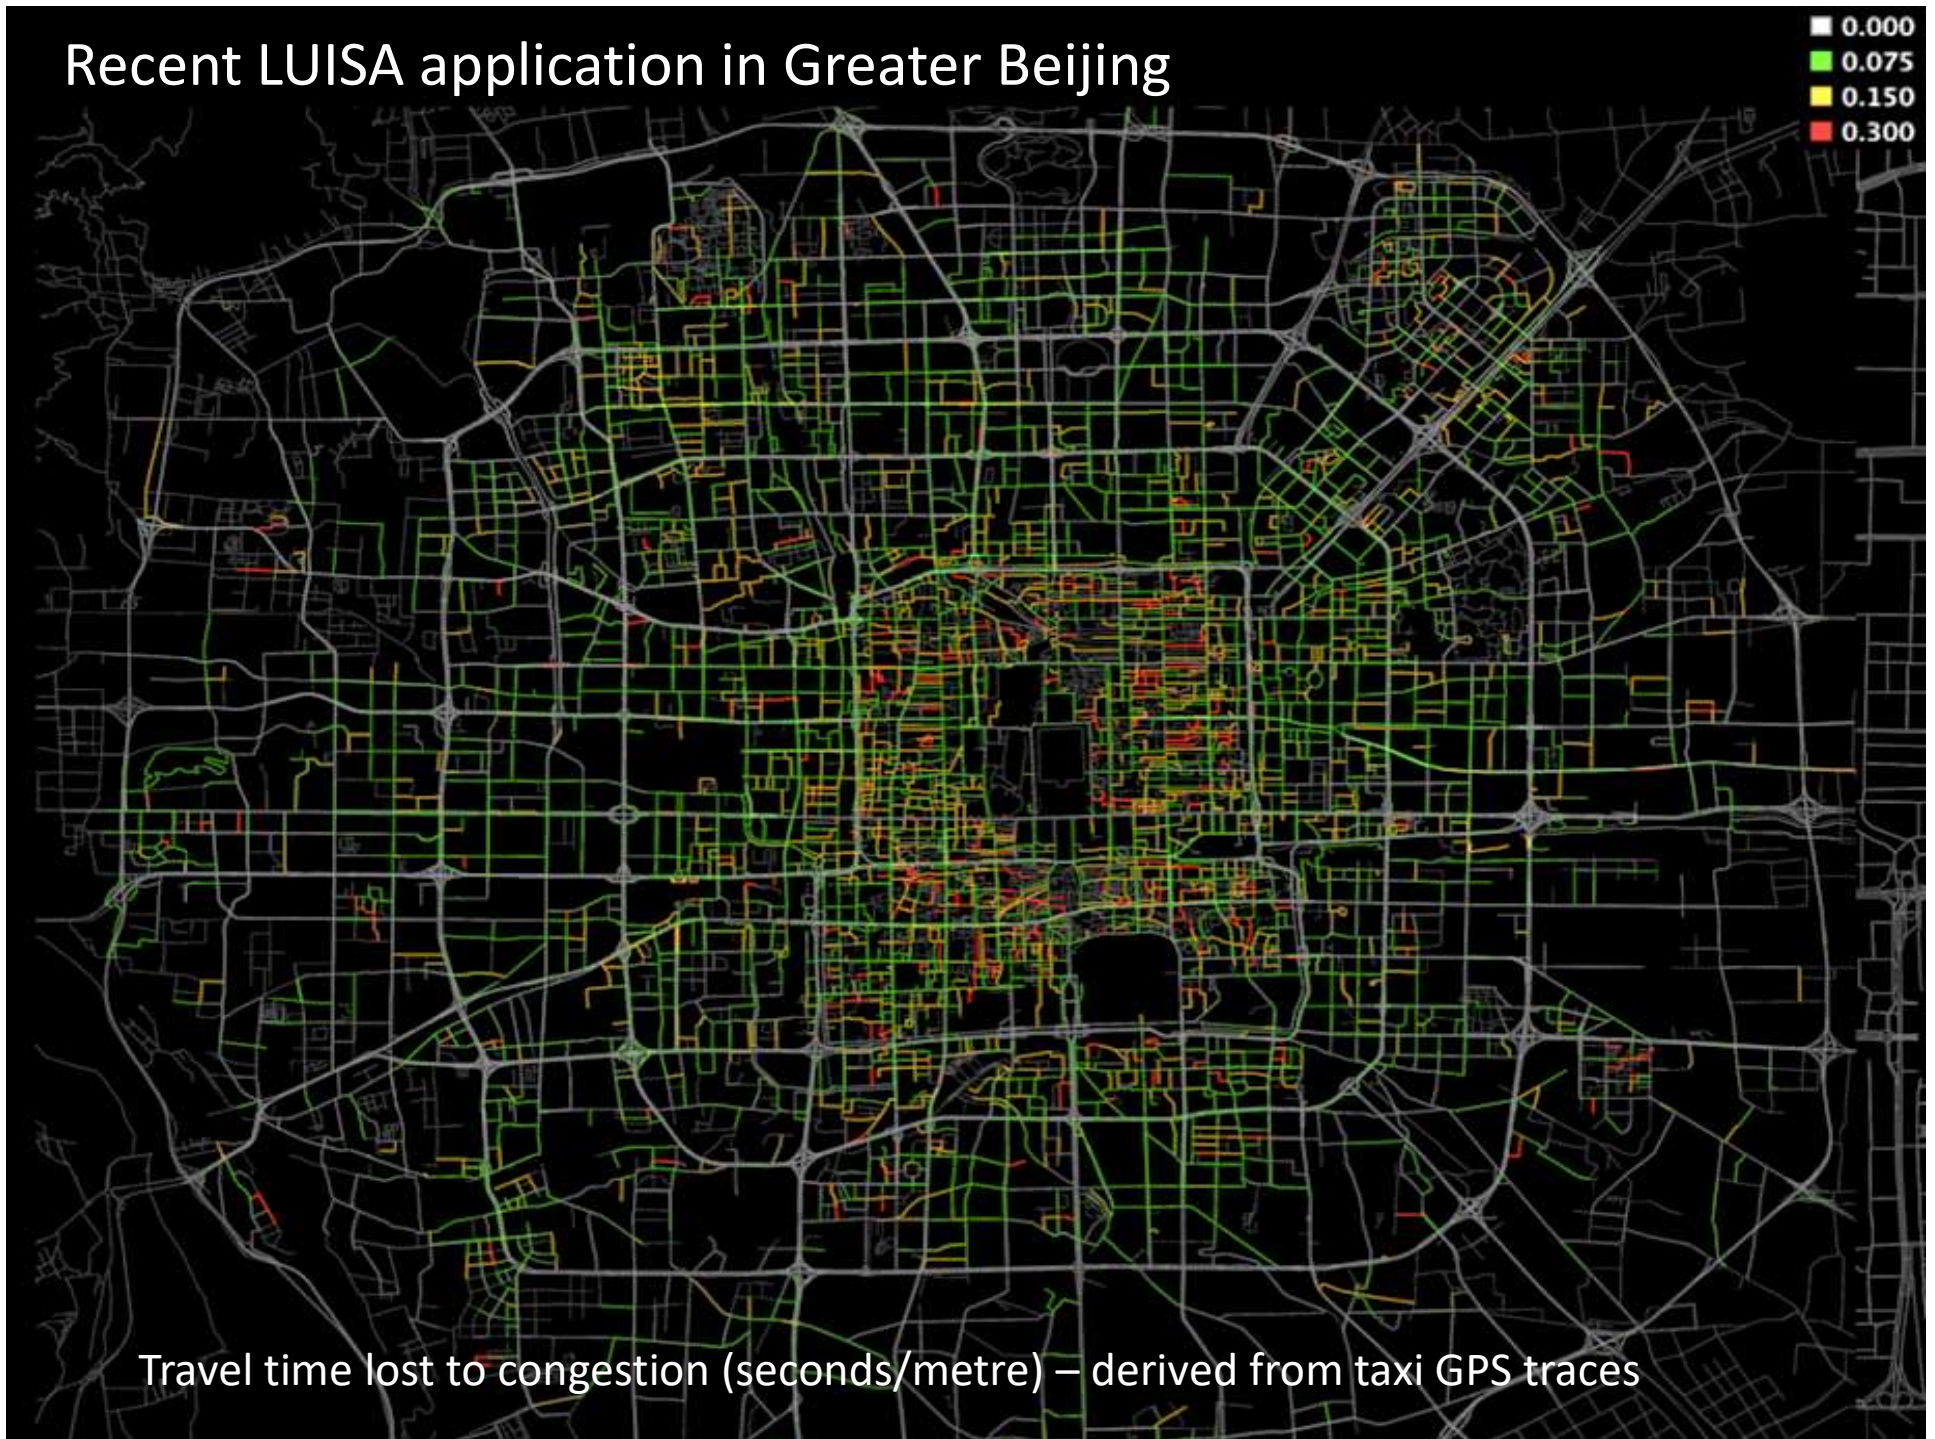 Recent LUISA application in Greater Beijing
0.000
0.075
0.150
0.300
Travel time lost to congestion (seconds/metre) – derived from taxi GPS traces